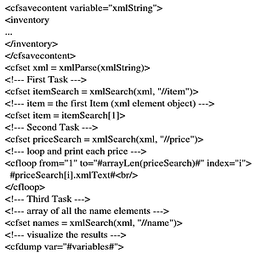 <cfsavecontent variable="xmlString">
<inventory
...
</inventory>
</cfsavecontent>
<cfset xml = xmlParse(xmlString)>
<!--- First Task --->
<cfset itemSearch = xmlSearch(xml, "//item")>
<!--- item = the first Item (xml element object) --->
<cfset item = itemSearch[1]>
<!--- Second Task --->
<cfset priceSearch = xmlSearch(xml, "//price")>
<!--- loop and print each price --->
<cfloop from="1" to="#arrayLen(priceSearch)#" index="i">
#priceSearch[i].xmlText#<br/>
</cfloop>
<!--- Third Task --->
<!--- array of all the name elements --->
<cfset names = xmlSearch(xml, "//name")>
<!--- visualize the results --->
<cfdump var="#variables#">